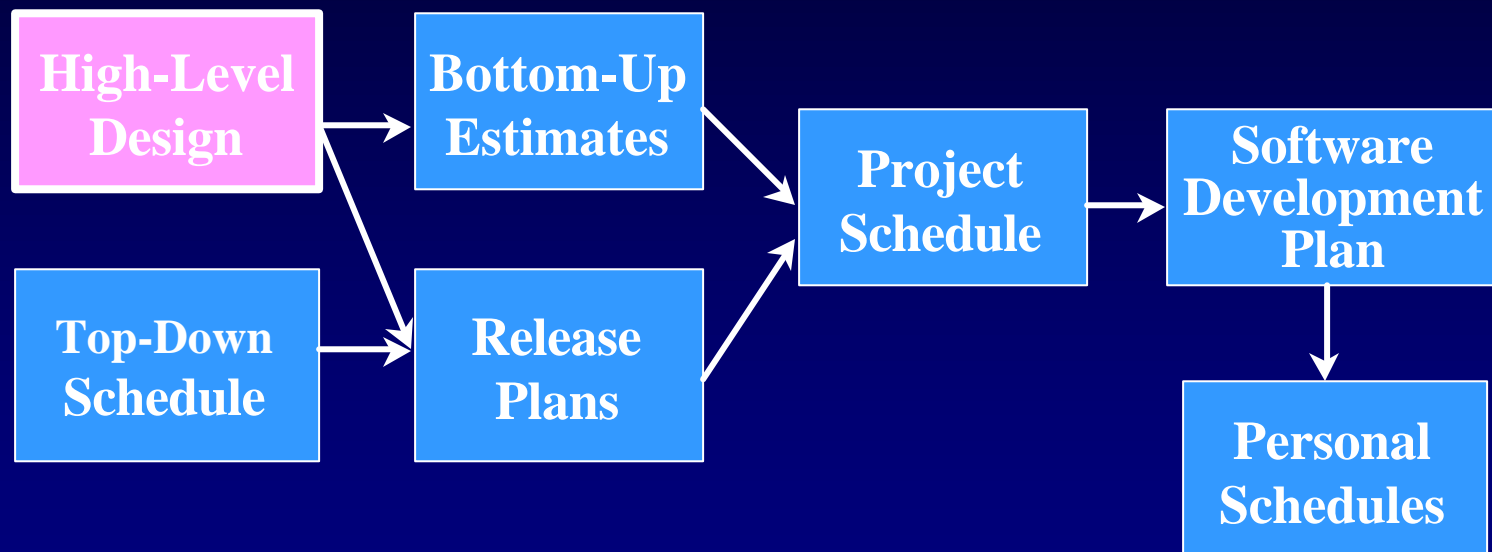 High-Level
Design
Bottom-Up
Estimates
Project
Schedule
Software
Development
Plan
Top-Down
Schedule
Release
Plans
Personal
Schedules